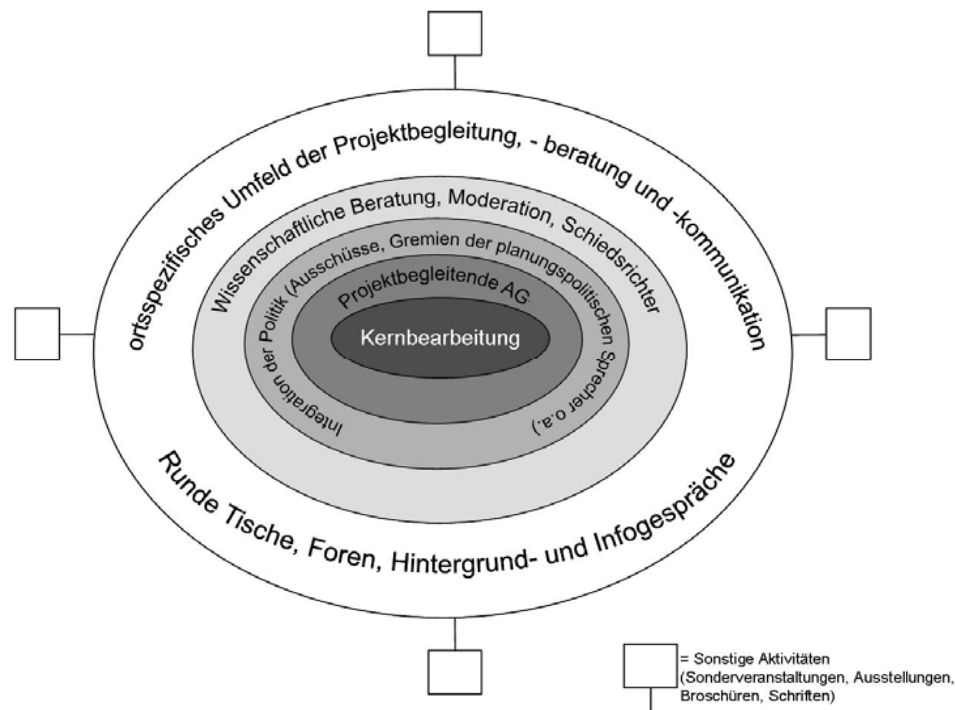 ortsspezifisches Umfeld der Projektbegleitung, - beratung und -kommunikation
Wissenschaftliche Beratung, Moderation, Schiedsrichter
Integration der Politik (Ausschüsse, Gremien der planungspolitischen Sprecher o.a.)
Projektbegleitende AG
Kernbearbeitung
Runde Tische, Foren, Hintergrund- und Infogespräche
= Sonstige Aktivitäten
(Sonderveranstaltungen, Ausstellungen,
Broschüren, Schriften)